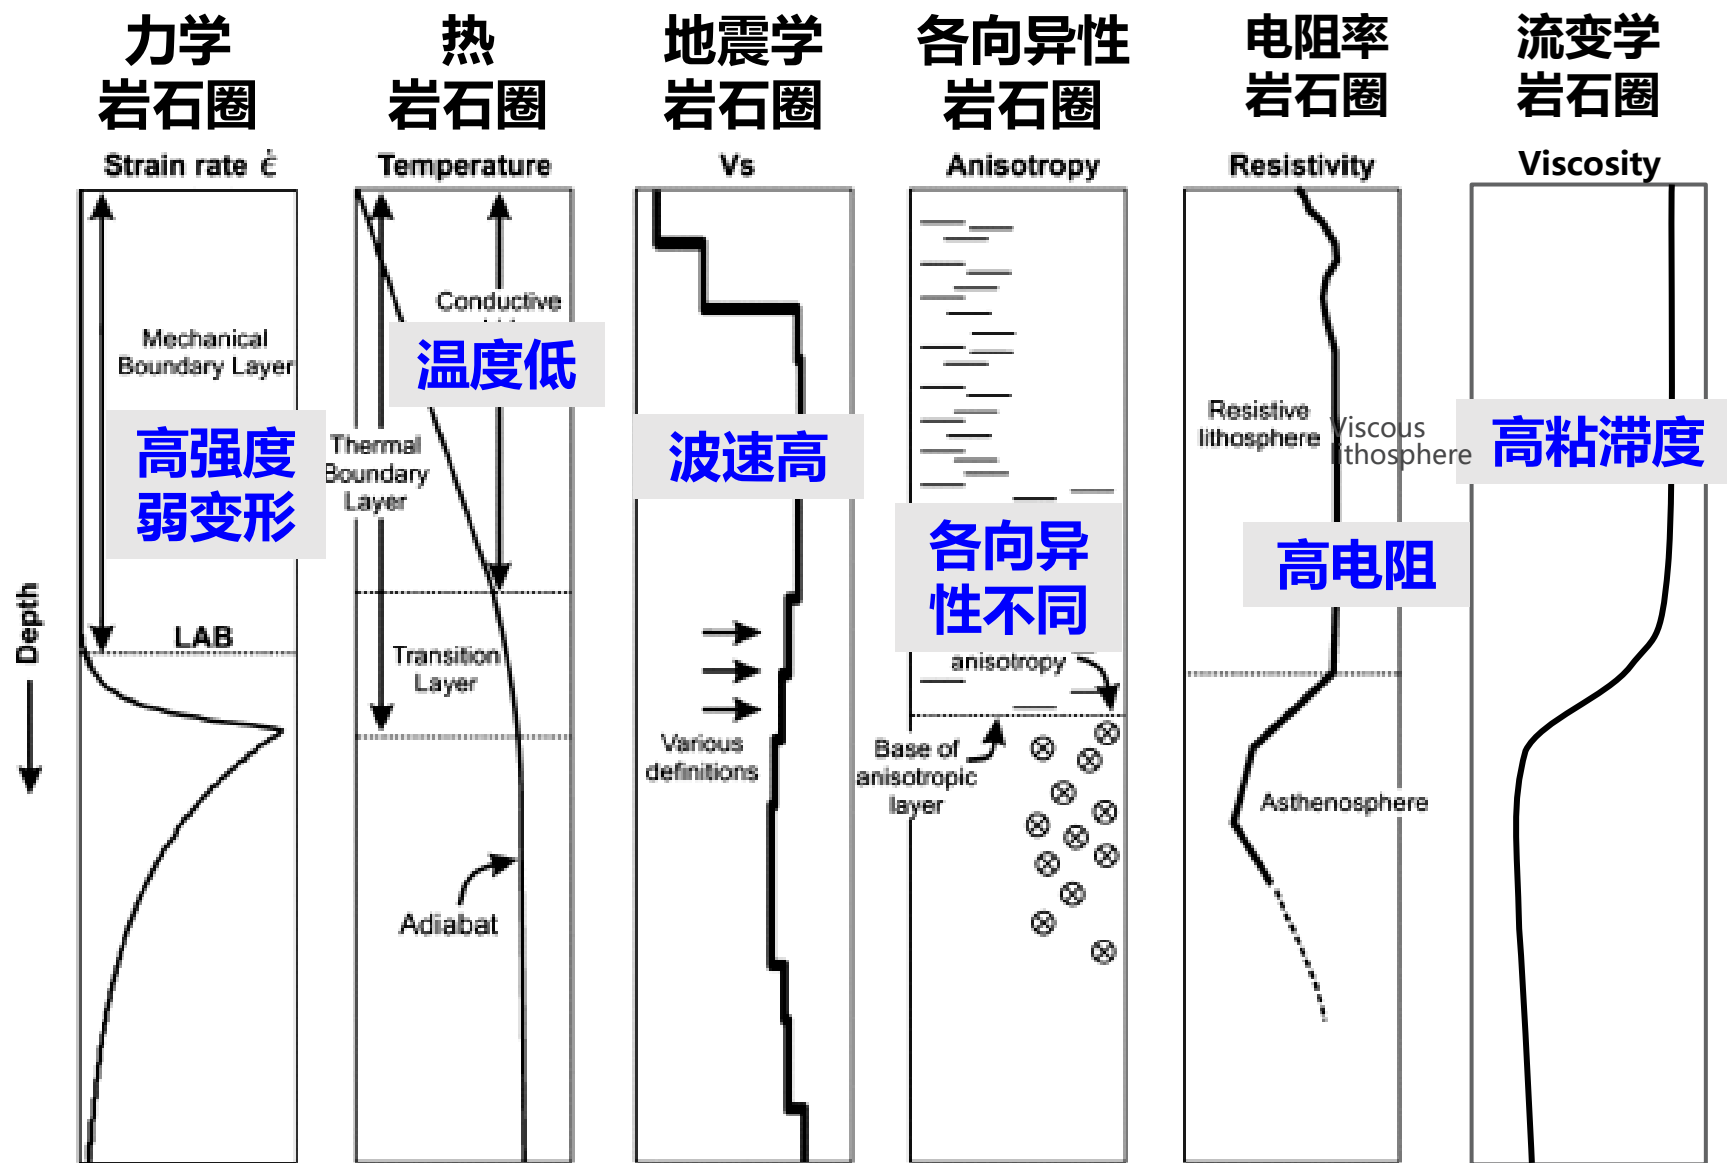 力学
岩石圈
热
岩石圈
地震学
岩石圈
各向异性
岩石圈
电阻率
岩石圈
流变学
岩石圈
Strain rate ε̇
Temperature
Vs
Anisotropy
Resistivity
Viscosity
Depth
Mechanical
Boundary Layer
高强度
弱变形
LAB
Conductive
温度低
Thermal
Boundary
Layer
Transition
Layer
Adiabat
波速高
Various
definitions
各向异
性不同
anisotropy
Base of
anisotropic
layer
Resistive
lithosphere
高电阻
Asthenosphere
Viscous
lithosphere
高粘滞度